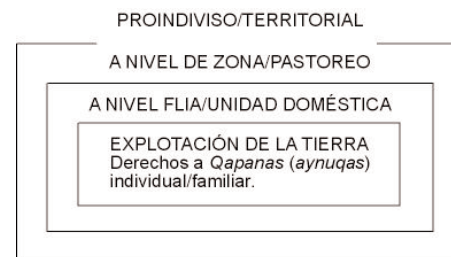 PROINDIVISO/TERRITORIAL
A NIVEL DE ZONA/PASTOREO
A NIVEL FLIA/UNIDAD DOMÉSTICA
EXPLOTACIÓN DE LA TIERRA
Derechos a Qapanas (aynuqas)
individual/familiar.